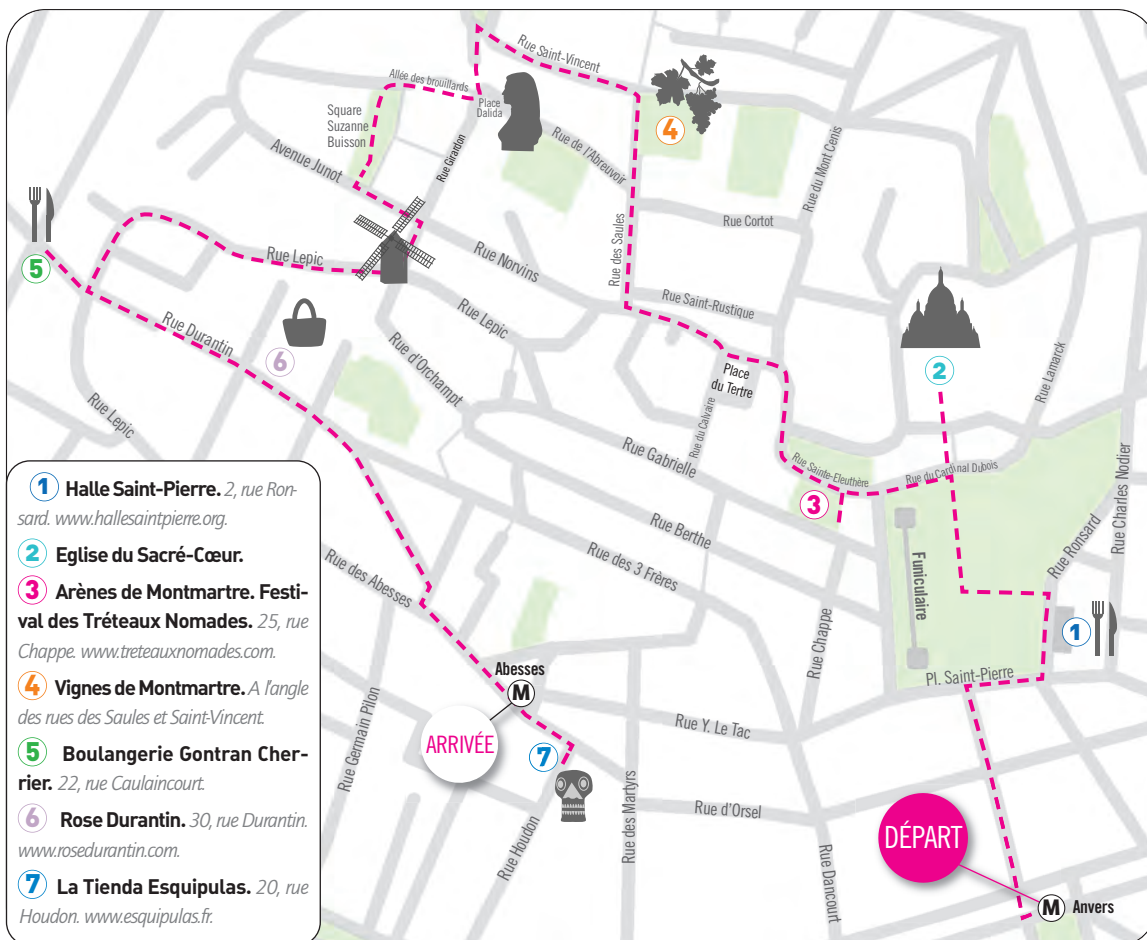 Rue Saint-Vincent
Allée des brouillards
Place
Dalida
Square
Suzanne
Buisson
4
Avenue Junot
Rue Girardon
Rue de l'Abreuvoir
Rue du Mont Cenis
Rue Cortot
Rue des Saules
5
Rue Lepic
Rue Norvins
Rue Saint-Rustique
Rue Durantin
6
Rue Lepic
Rue d'Orchampt
Place
du Tertre
2
Rue Lamarck
Rue Lepic
Rue du Calvaire
Rue Gabrielle
Rue Sainte-Eleuthère
Rue du Cardinal Dubois
3
Rue Charles Nodier
Rue Berthe
Rue des 3 Frères
Rue des Abesses
Funiculaire
Rue Ronsard
1
Rue Chappe
Abesses
M
Pl. Saint-Pierre
ARRIVÉE
Rue Germain Pilon
7
Rue Y. Le Tac
Rue Houdon
Rue des Martyrs
Rue d'Orsel
Rue Dancourt
DÉPART
M Anvers
1 Halle Saint-Pierre. 2, rue Ron-
sard. www.hallesaintpierre.org.
2 Eglise du Sacré-Cœur.
3 Arènes de Montmartre. Festi-
val des Tréteaux Nomades. 25, rue
Chappe. www.treteauxnomades.com.
4 Vignes de Montmartre. A l'angle
des rues des Saules et Saint-Vincent.
5 Boulangerie Gontran Cher-
rier. 22, rue Caulaincourt.
6 Rose Durantin. 30, rue Durantin.
www.rosedurantin.com.
7 La Tienda Esquipulas. 20, rue
Houdon. www.esquipulas.fr.